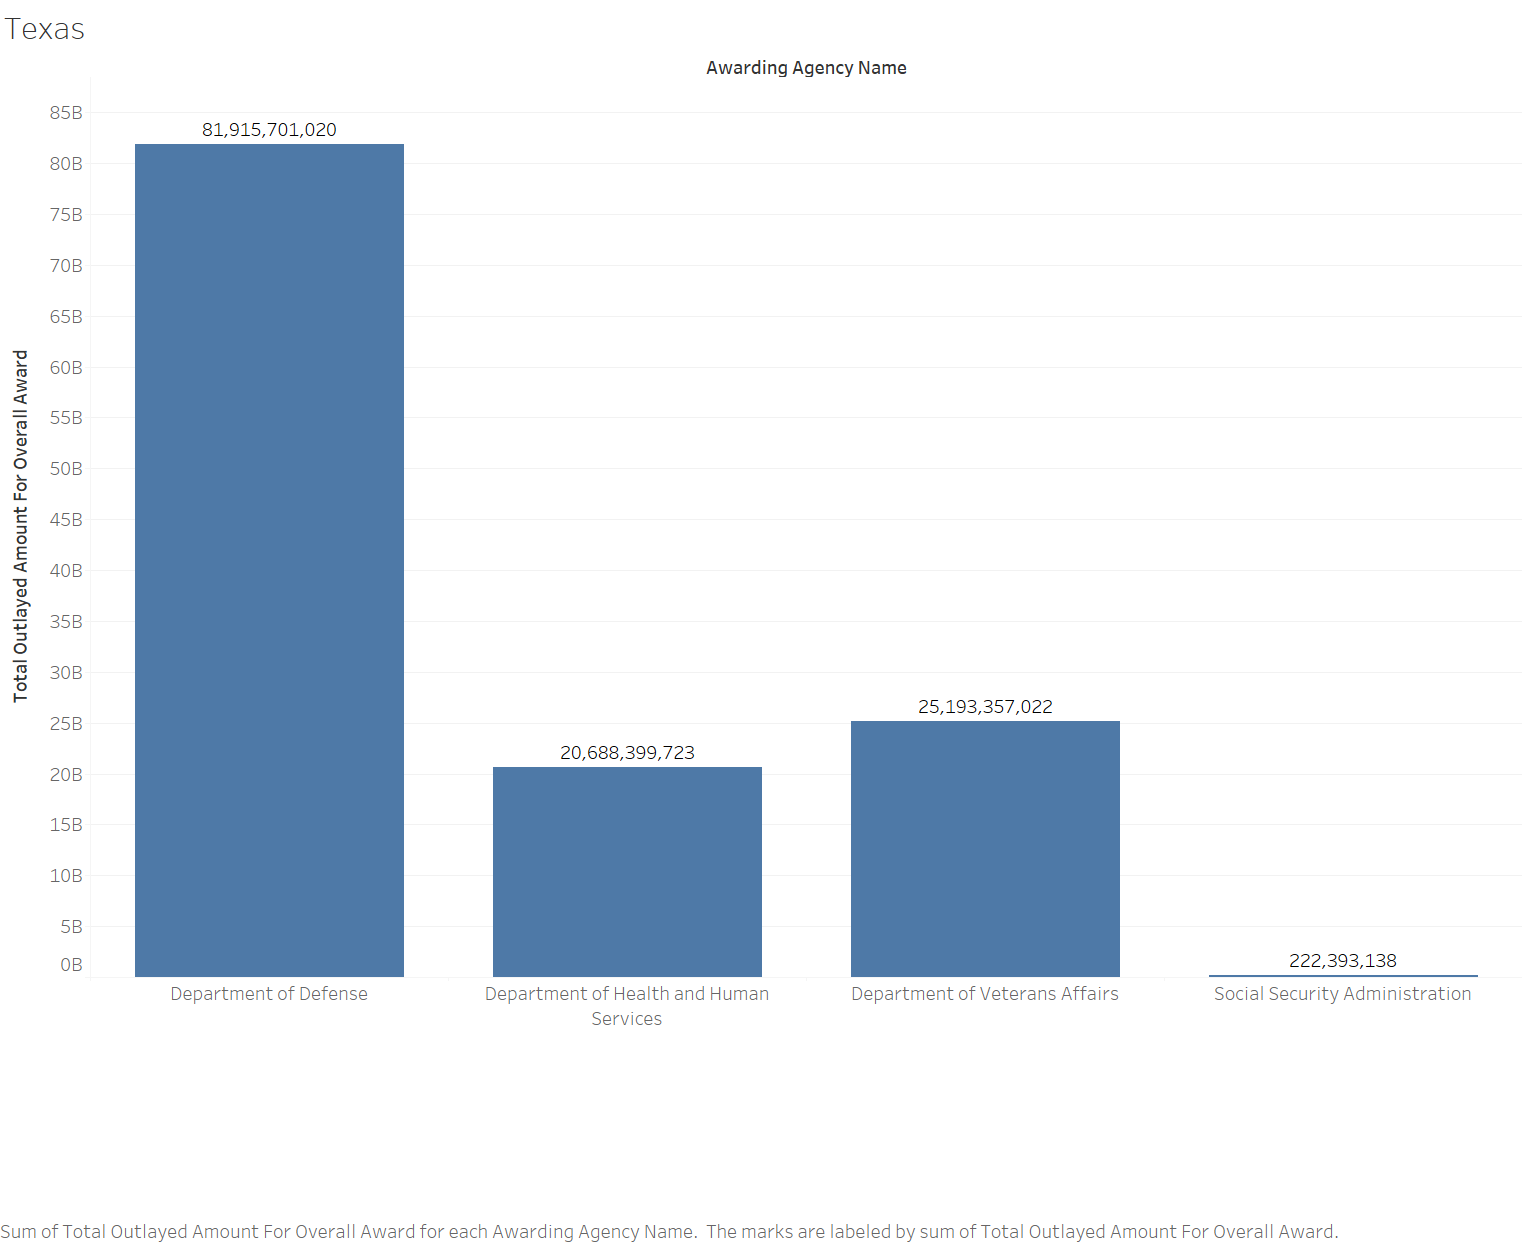 Texas
Awarding Agency Name
Total Outlayed Amount For Overall Award
85B
80B
75B
70B
65B
60B
55B
50B
45B
40B
35B
30B
25B
20B
15B
10B
5B
0B
81,915,701,020
20,688,399,723
25,193,357,022
222,393,138
Department of Defense
Department of Health and Human
Services
Department of Veterans Affairs
Social Security Administration
Sum of Total Outlayed Amount For Overall Award for each Awarding Agency Name.  The marks are labeled by sum of Total Outlayed Amount For Overall Award.